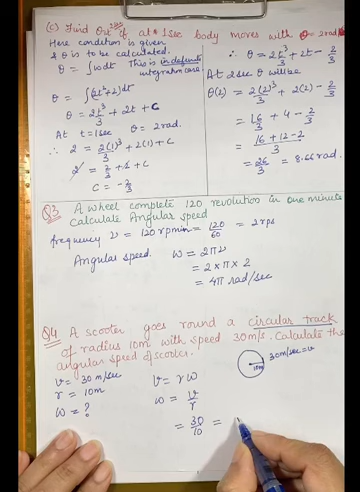 (c) Find θ at 2sec if at 1sec body moves with θ = 2rad
Here condition is given
& θ is to be calculated.
θ = ∫ω dt This is indefinite integration case.
θ = ∫(2t²+2)dt
θ = 2t³/3 + 2t + c
At t = 1sec θ = 2rad.
∴ 2 = 2(1)³/3 + 2(1) + c
2 = 2/3 + 2 + c
c = -2/3
∴ θ = 2t³/3 + 2t - 2/3
At 2sec θ will be
θ(2) = 2(2)³/3 + 2(2) - 2/3
= 16/3 + 4 - 2/3
= 16+12-2/3
= 26/3 = 8.66 rad.
Q3 A wheel complete 120 revolution in one minute
Calculate Angular speed
frequency ν = 120 rpmin = 120/60 = 2rps
Angular speed. W = 2πν
= 2 × π × 2
= 4π rad/sec
Q4 A scooter goes round a circular track
of radius 10m with speed 30m/s. Calculate the
angular speed of scooter.
v = 30 m/sec
r = 10m
ω = ?
v = rω
ω = v/r
= 30/10 =
10m
30m/sec = v